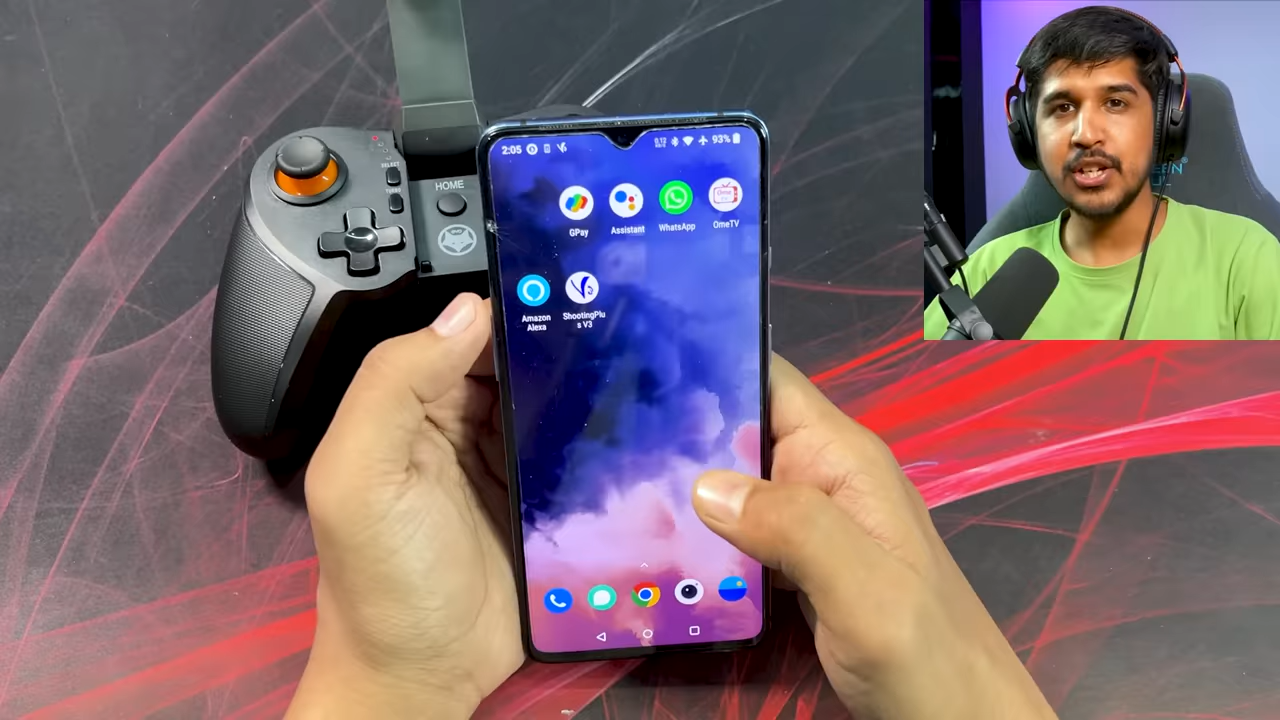 SELECT
HOME
2:05
93%
GPay
Assistant
WhatsApp
OmeTV
Amazon
Alexa
ShootingPlu
s V3